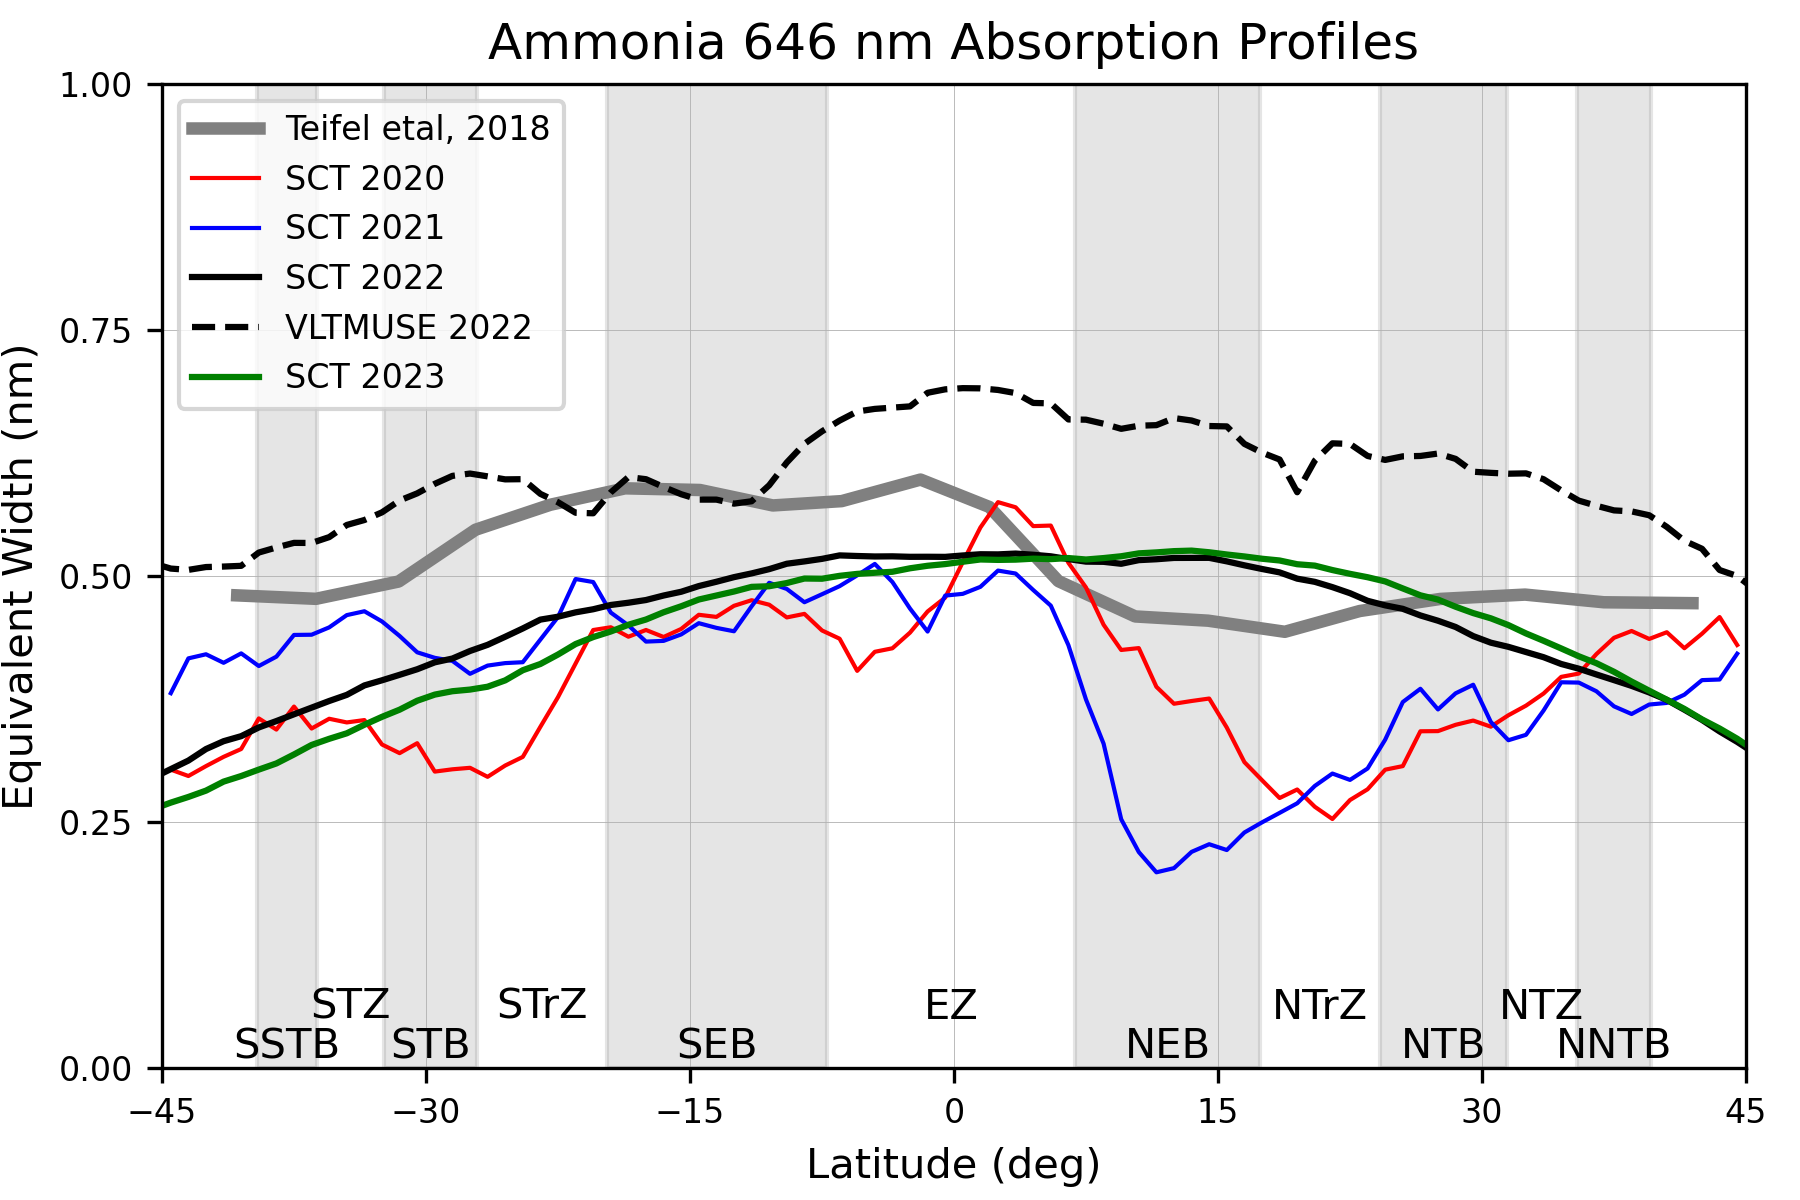 Ammonia 646 nm Absorption Profiles
Equivalent Width (nm)
1.00
0.75
0.50
0.25
0.00
Teifel etal, 2018
SCT 2020
SCT 2021
SCT 2022
VLTMUSE 2022
SCT 2023
STZ STrZ EZ NTrZ NTZ
SSTB STB SEB NEB NTB NNTB
−45 −30 −15 0 15 30 45
Latitude (deg)